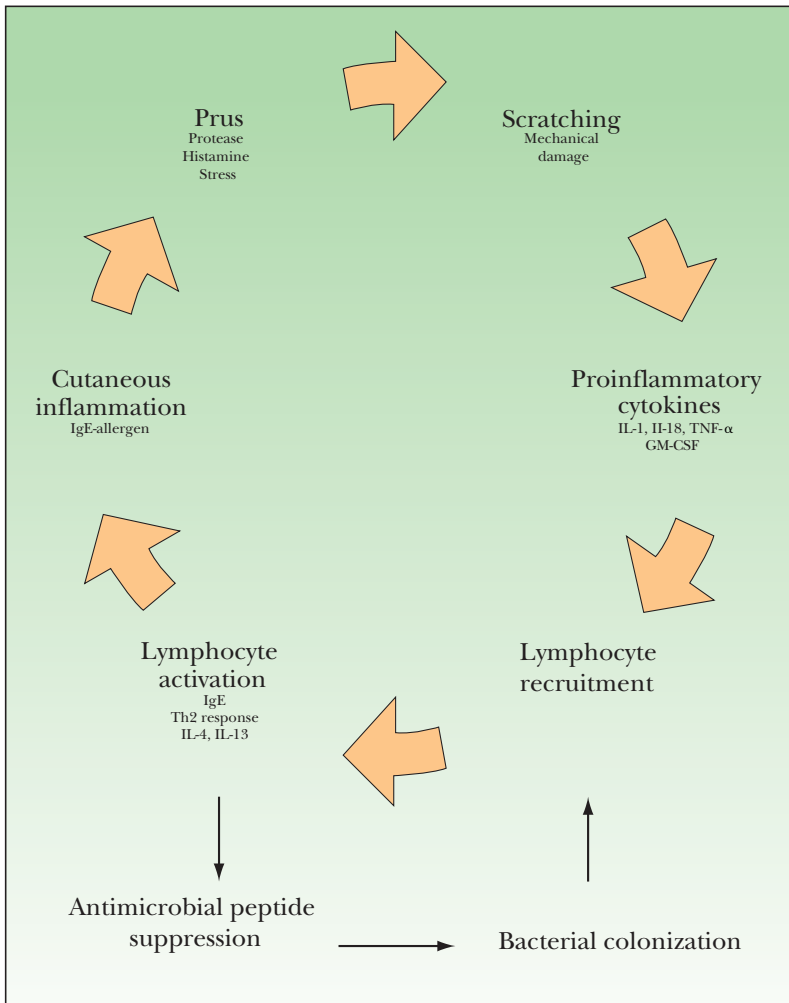 Prus
Protease
Histamine
Stress
Scratching
Mechanical
damage
Proinflammatory
cytokines
IL-1, II-18, TNF-α
GM-CSF
Lymphocyte
recruitment
Lymphocyte
activation
IgE
Th2 response
IL-4, IL-13
Cutaneous
inflammation
IgE-allergen
Antimicrobial peptide
suppression
Bacterial colonization